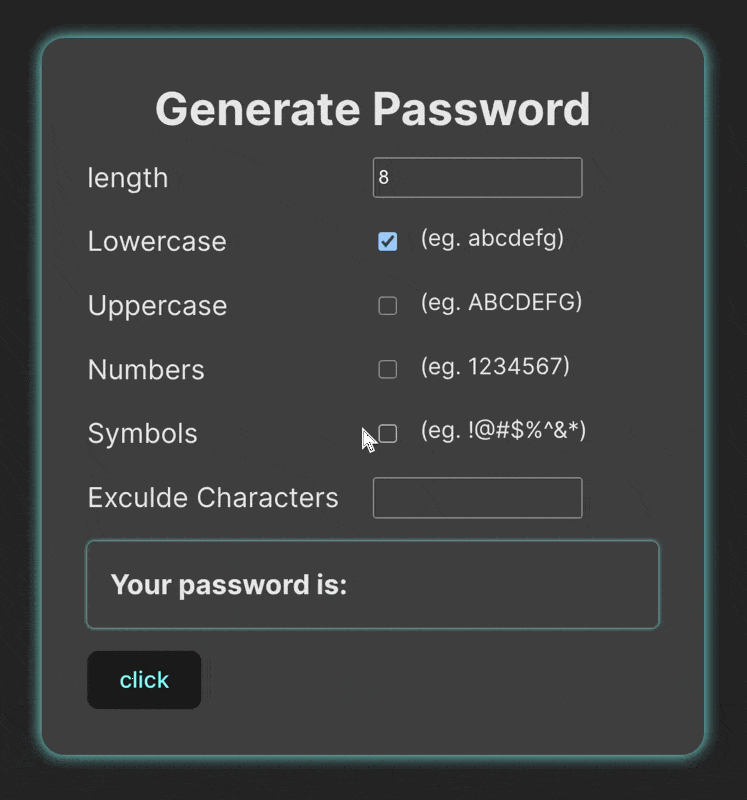 Generate Password
length 8
Lowercase (eg. abcdefg)
Uppercase (eg. ABCDEFG)
Numbers (eg. 1234567)
Symbols (eg. !@#$%^&*)
Exculde Characters
Your password is:
click